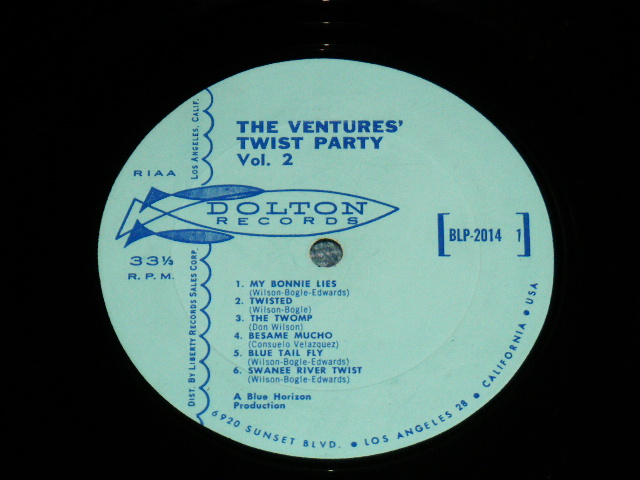 THE VENTURES'
TWIST PARTY
Vol. 2
RIAA
LOS ANGELES, CALIF.
DOLTON
RECORDS
33⅓
R.P.M.
BLP-2014 1
DIST. BY LIBERTY RECORDS SALES CORP.
1. MY BONNIE LIES
(Wilson-Bogle-Edwards)
2. TWISTED
(Wilson-Bogle)
3. THE TWOMP
(Don Wilson)
4. BESAME MUCHO
(Consuelo Velazquez)
5. BLUE TAIL FLY
(Wilson-Bogle-Edwards)
6. SWANEE RIVER TWIST
(Wilson-Bogle-Edwards)
A Blue Horizon
Production
6920 SUNSET BLVD. • LOS ANGELES 28 • CALIFORNIA • USA